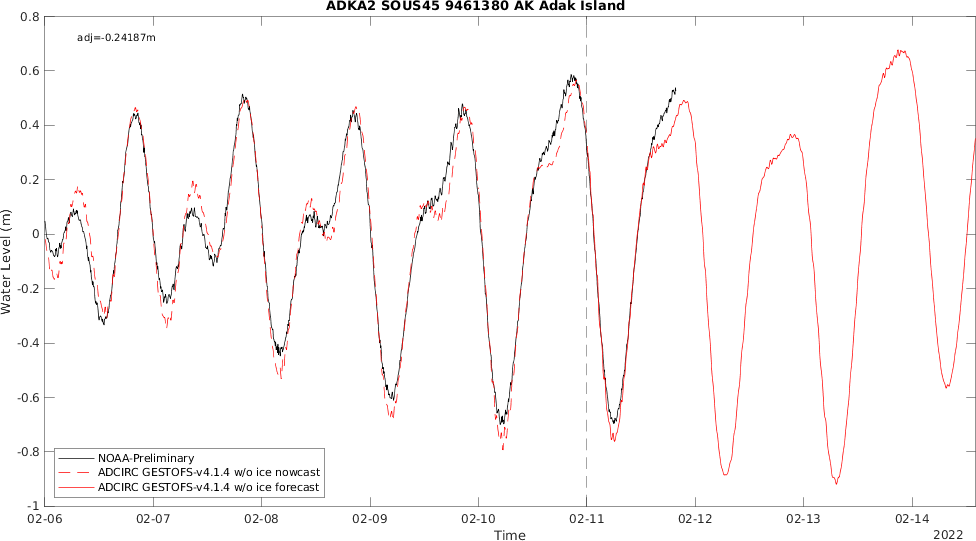 ADKA2 SOUS45 9461380 AK Adak Island
adj=-0.24187m
0.8
0.6
0.4
0.2
0
-0.2
-0.4
-0.6
-0.8
-1
Water Level (m)
NOAA-Preliminary
ADCIRC GESTOFS-v4.1.4 w/o ice nowcast
ADCIRC GESTOFS-v4.1.4 w/o ice forecast
02-06 02-07 02-08 02-09 02-10 02-11 02-12 02-13 02-14
Time
2022